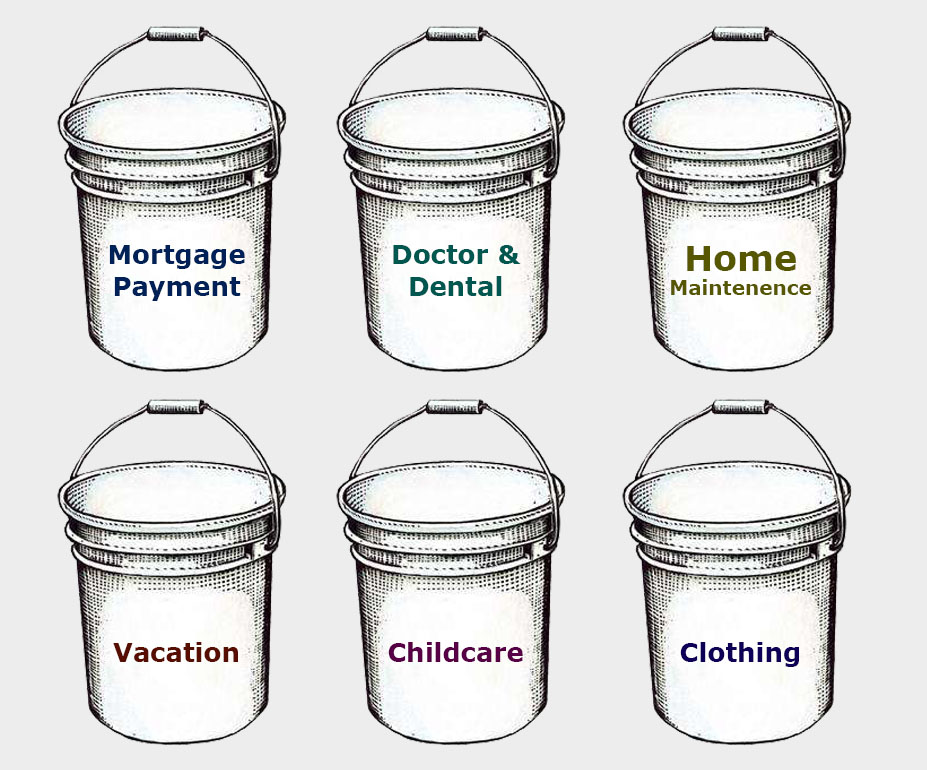 Mortgage
Payment
Doctor &
Dental
Home
Maintenence
Vacation
Childcare
Clothing